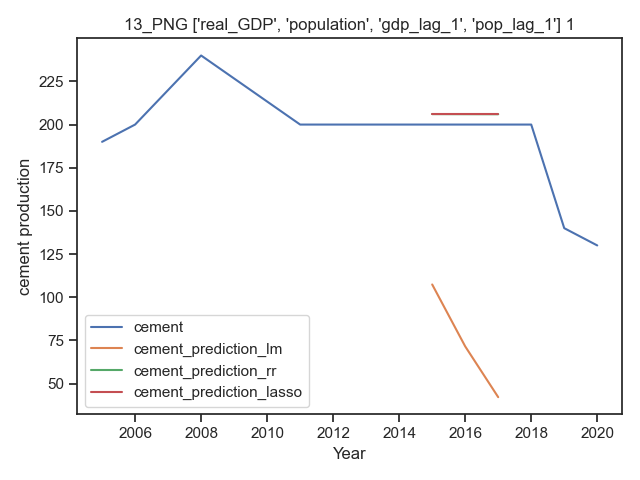 13_PNG ['real_GDP', 'population', 'gdp_lag_1', 'pop_lag_1'] 1
225
200
175
150
125
100
75
50
cement production
cement
cement_prediction_lm
cement_prediction_rr
cement_prediction_lasso
2006 2008 2010 2012 2014 2016 2018 2020
Year